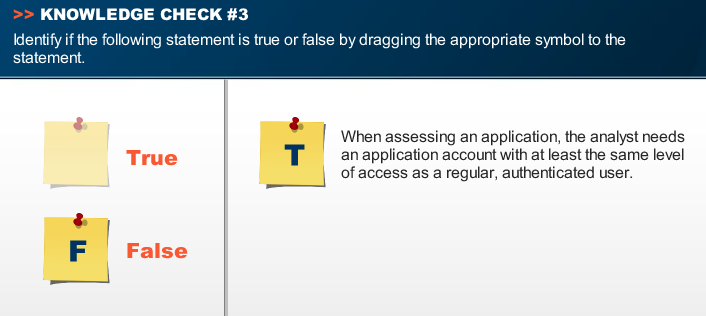 >> KNOWLEDGE CHECK #3
Identify if the following statement is true or false by dragging the appropriate symbol to the
statement.
True
F
False
T
When assessing an application, the analyst needs
an application account with at least the same level
of access as a regular, authenticated user.